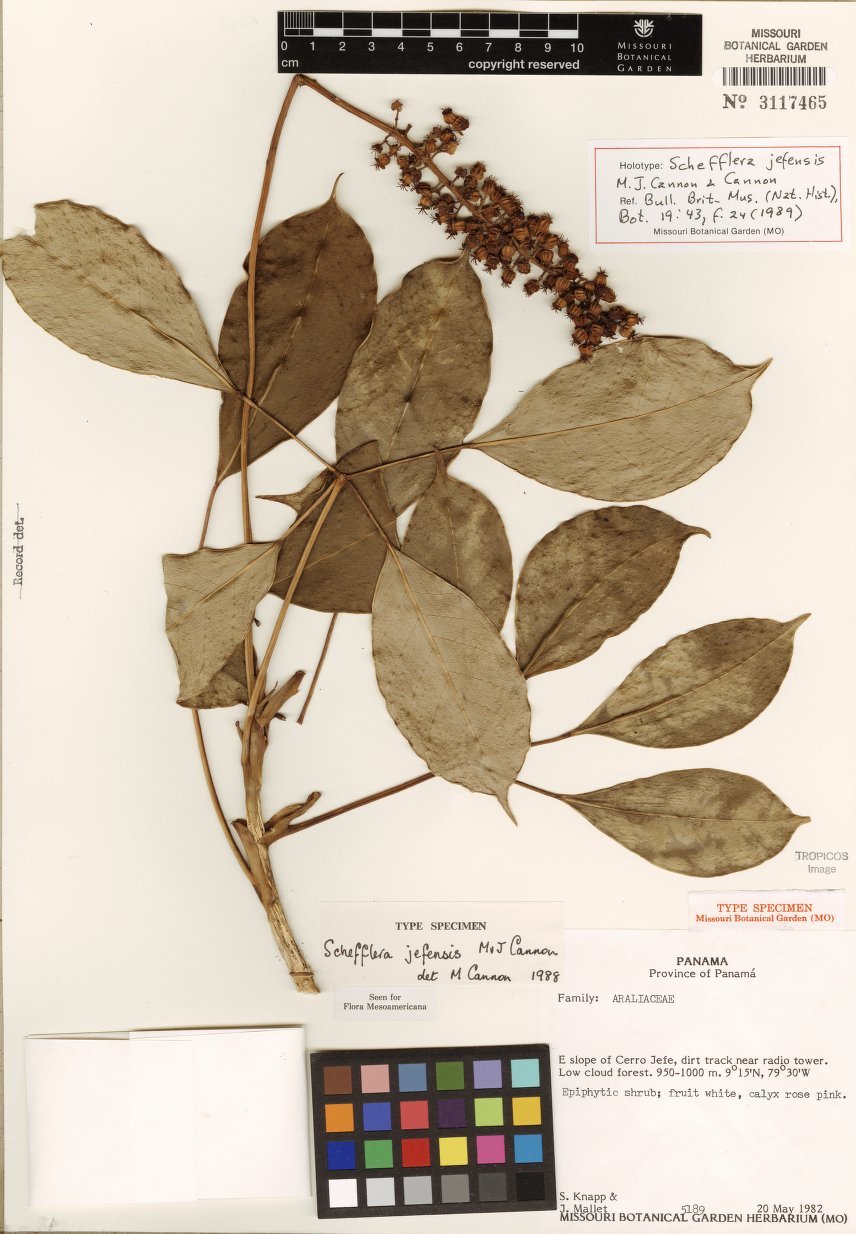 0 1 2 3 4 5 6 7 8 9 10
cm
copyright reserved
MISSOURI
BOTANICAL
GARDEN
MISSOURI
BOTANICAL GARDEN
HERBARIUM
No 3117465
Holotype: Schefflera jefensis
M.J. Cannon & Cannon
Ref. Bull. Brit. Mus. (Nat. Hist.),
Bot. 19: 43, f. 24 (1989)
Missouri Botanical Garden (MO)
Record det.
TROPICOS
Image
TYPE SPECIMEN
Missouri Botanical Garden (MO)
TYPE SPECIMEN
Schefflera jefensis M&J Cannon
det M Cannon 1988
Seen for
Flora Mesoamericana
PANAMA
Province of Panamá
Family: ARALIACEAE
E slope of Cerro Jefe, dirt track near radio tower.
Low cloud forest. 950-1000 m. 9°15'N, 79°30'W
Epiphytic shrub; fruit white, calyx rose pink.
S. Knapp &
J. Mallet 5189 20 May 1982
MISSOURI BOTANICAL GARDEN HERBARIUM (MO)